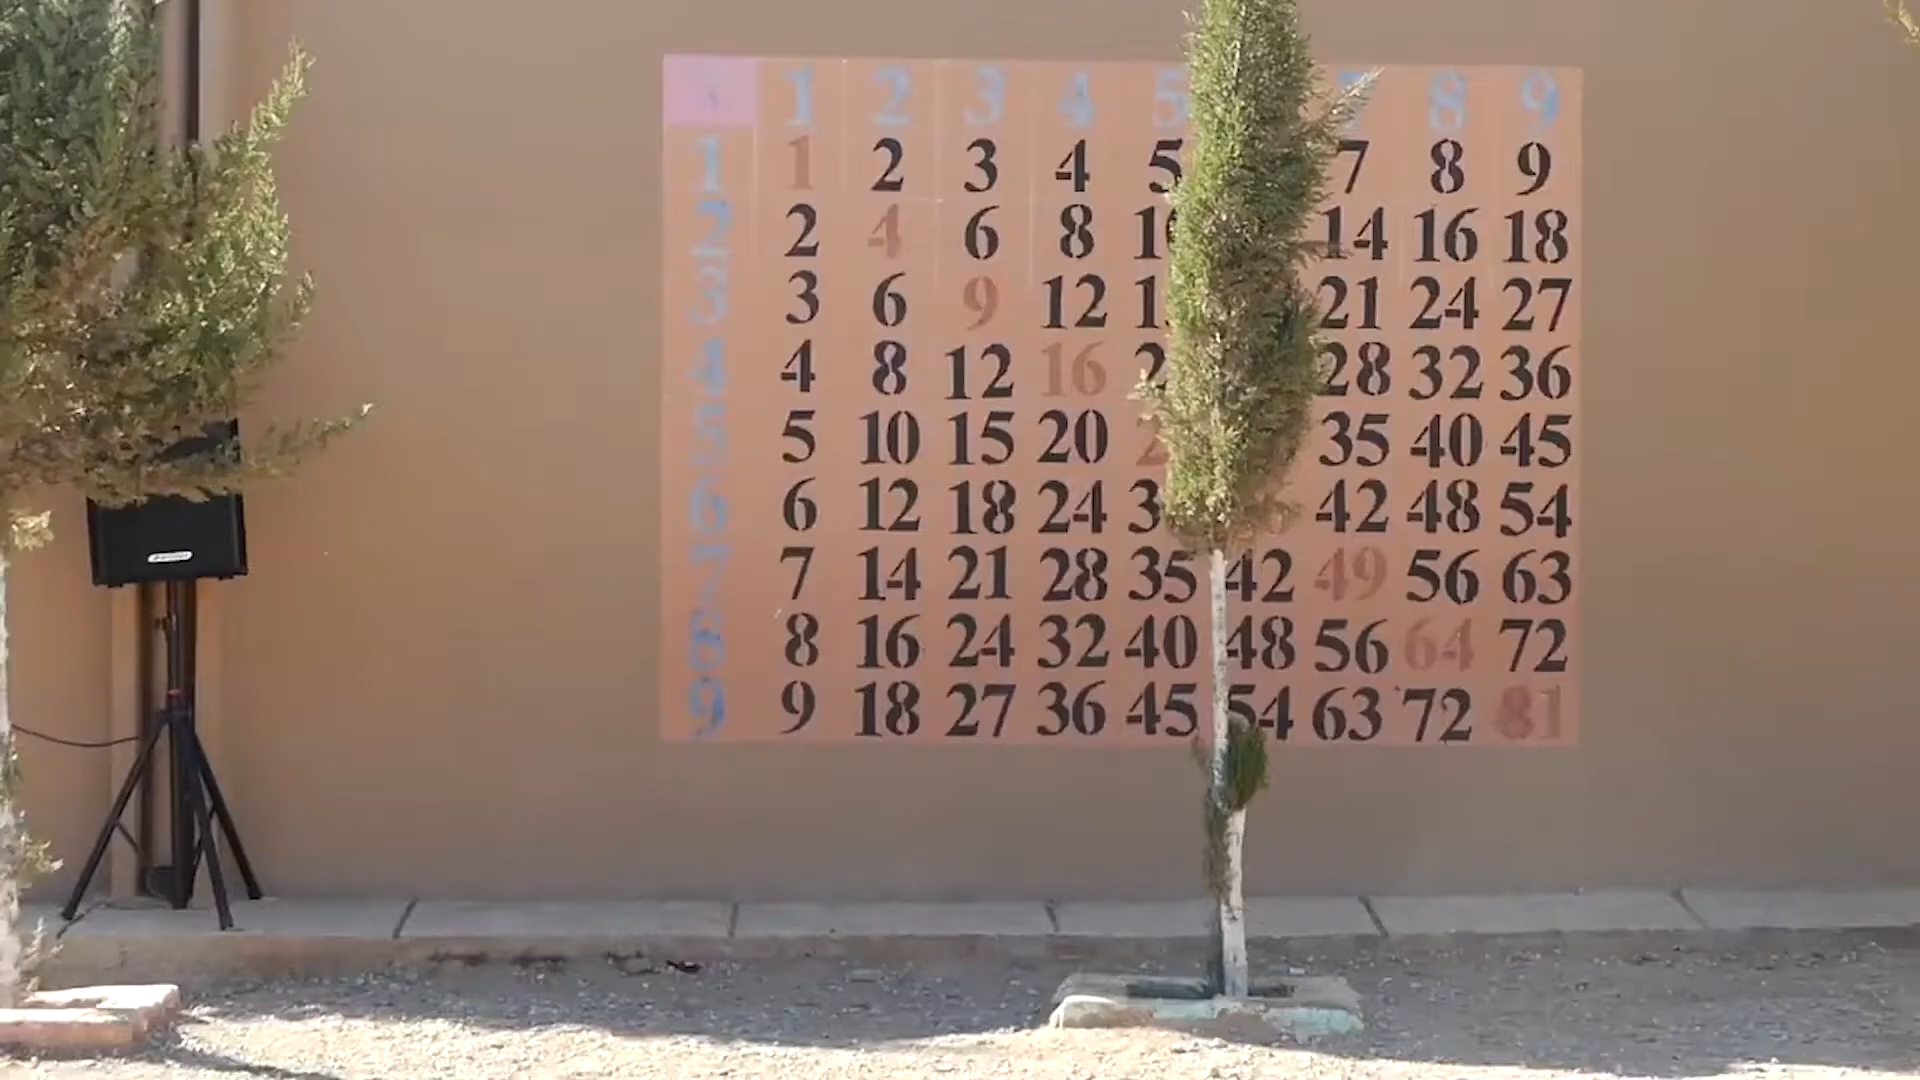 1 2 3 4 5 7 8 9
1 1 2 3 4 5 7 8 9
2 2 4 6 8 14 16 18
3 3 6 9 12 21 24 27
4 4 8 12 16 28 32 36
5 5 10 15 20 35 40 45
6 6 12 18 24 42 48 54
7 7 14 21 28 35 42 49 56 63
8 8 16 24 32 40 48 56 64 72
9 9 18 27 36 45 54 63 72 81